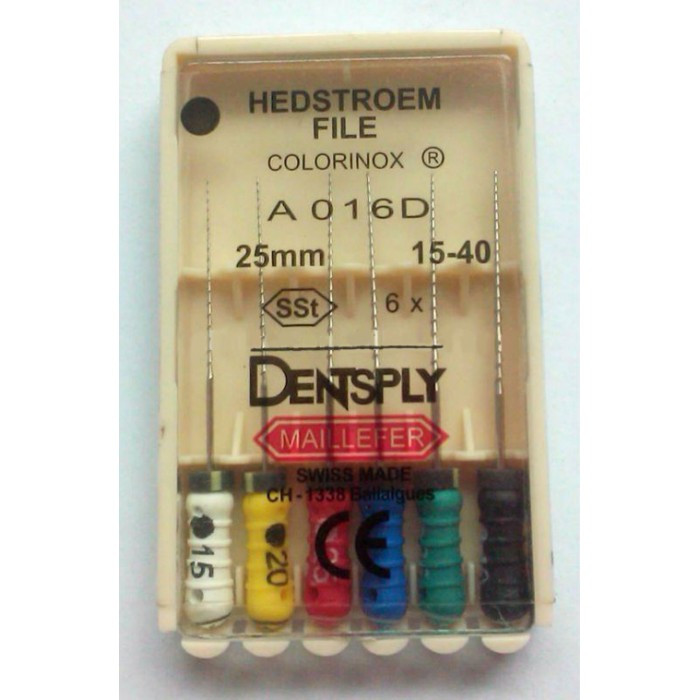 HEDSTROEM
FILE
COLORINOX ®
A 016D
25mm 15-40
SSt 6 x
DENTSPLY
MAILLEFER
SWISS MADE
CH - 1338 Ballaigues
CE
15 20